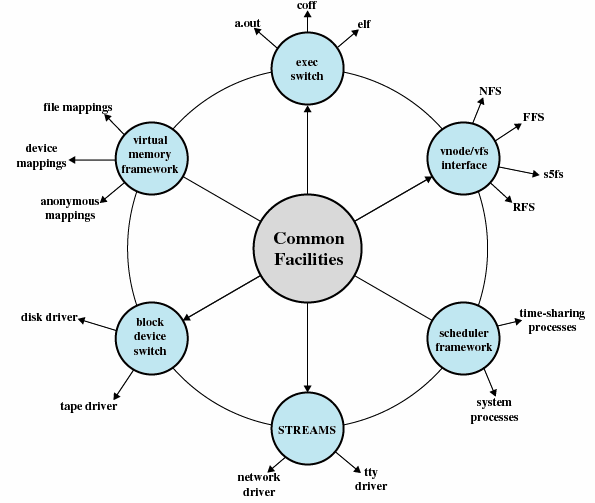 coff
a.out
elf
exec
switch
NFS
FFS
s5fs
RFS
vnode/vfs
interface
file mappings
device
mappings
anonymous
mappings
virtual
memory
framework
Common
Facilities
disk driver
tape driver
block
device
switch
time-sharing
processes
system
processes
scheduler
framework
STREAMS
network
driver
tty
driver